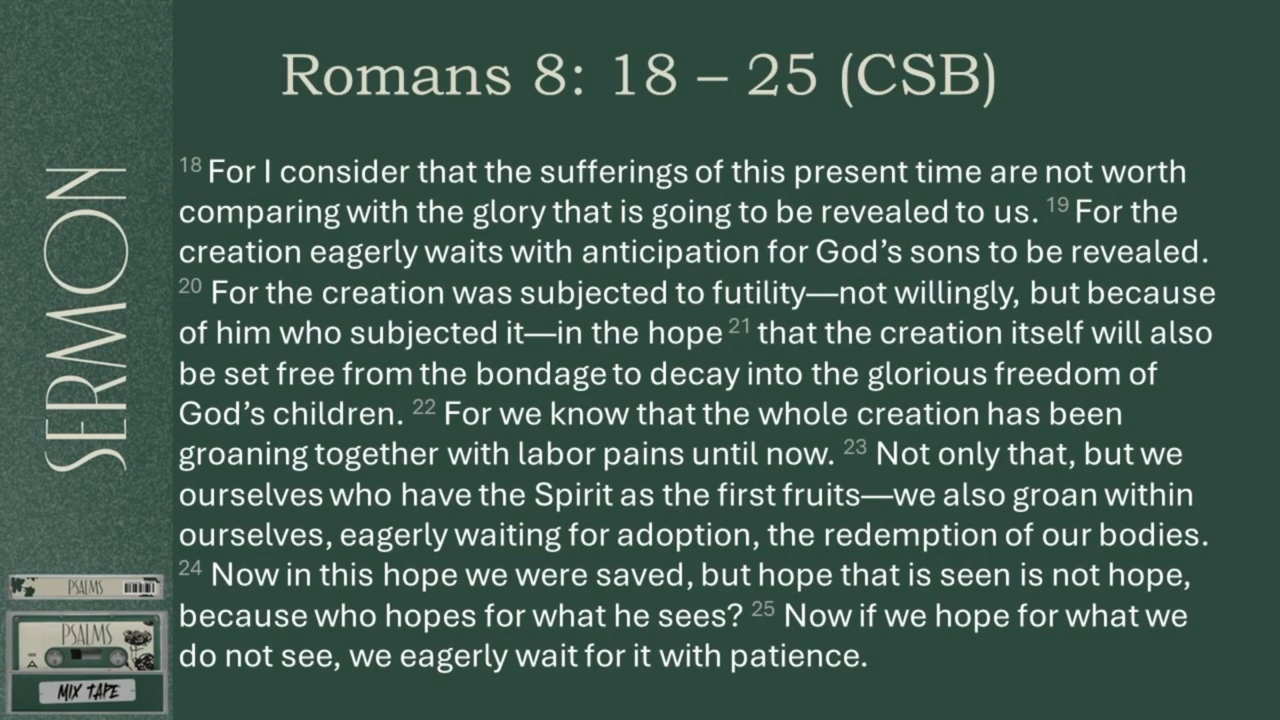 Romans 8: 18 – 25 (CSB)
18 For I consider that the sufferings of this present time are not worth
comparing with the glory that is going to be revealed to us. 19 For the
creation eagerly waits with anticipation for God’s sons to be revealed.
20 For the creation was subjected to futility—not willingly, but because
of him who subjected it—in the hope 21 that the creation itself will also
be set free from the bondage to decay into the glorious freedom of
God’s children. 22 For we know that the whole creation has been
groaning together with labor pains until now. 23 Not only that, but we
ourselves who have the Spirit as the first fruits—we also groan within
ourselves, eagerly waiting for adoption, the redemption of our bodies.
24 Now in this hope we were saved, but hope that is seen is not hope,
because who hopes for what he sees? 25 Now if we hope for what we
do not see, we eagerly wait for it with patience.
SERMON
PSALMS
PSALMS
A
MIX TAPE